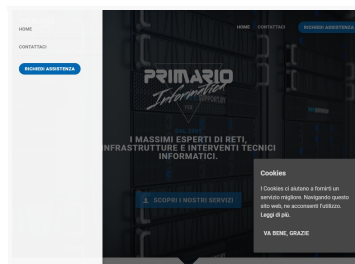 HOME
CONTATTACI
RICHIEDI ASSISTENZA
HOME CONTATTACI RICHIEDI ASSISTENZA
PRIMARIO
Informatica
I MASSIMI ESPERTI DI RETI,
INFRASTRUTTURE E INTERVENTI TECNICI
INFORMATICI.
SCOPRI I NOSTRI SERVIZI
Cookies
I Cookies ci aiutano a fornirti un
servizio migliore. Navigando questo
sito web, ne acconsenti l'utilizzo.
Leggi di più.
VA BENE, GRAZIE